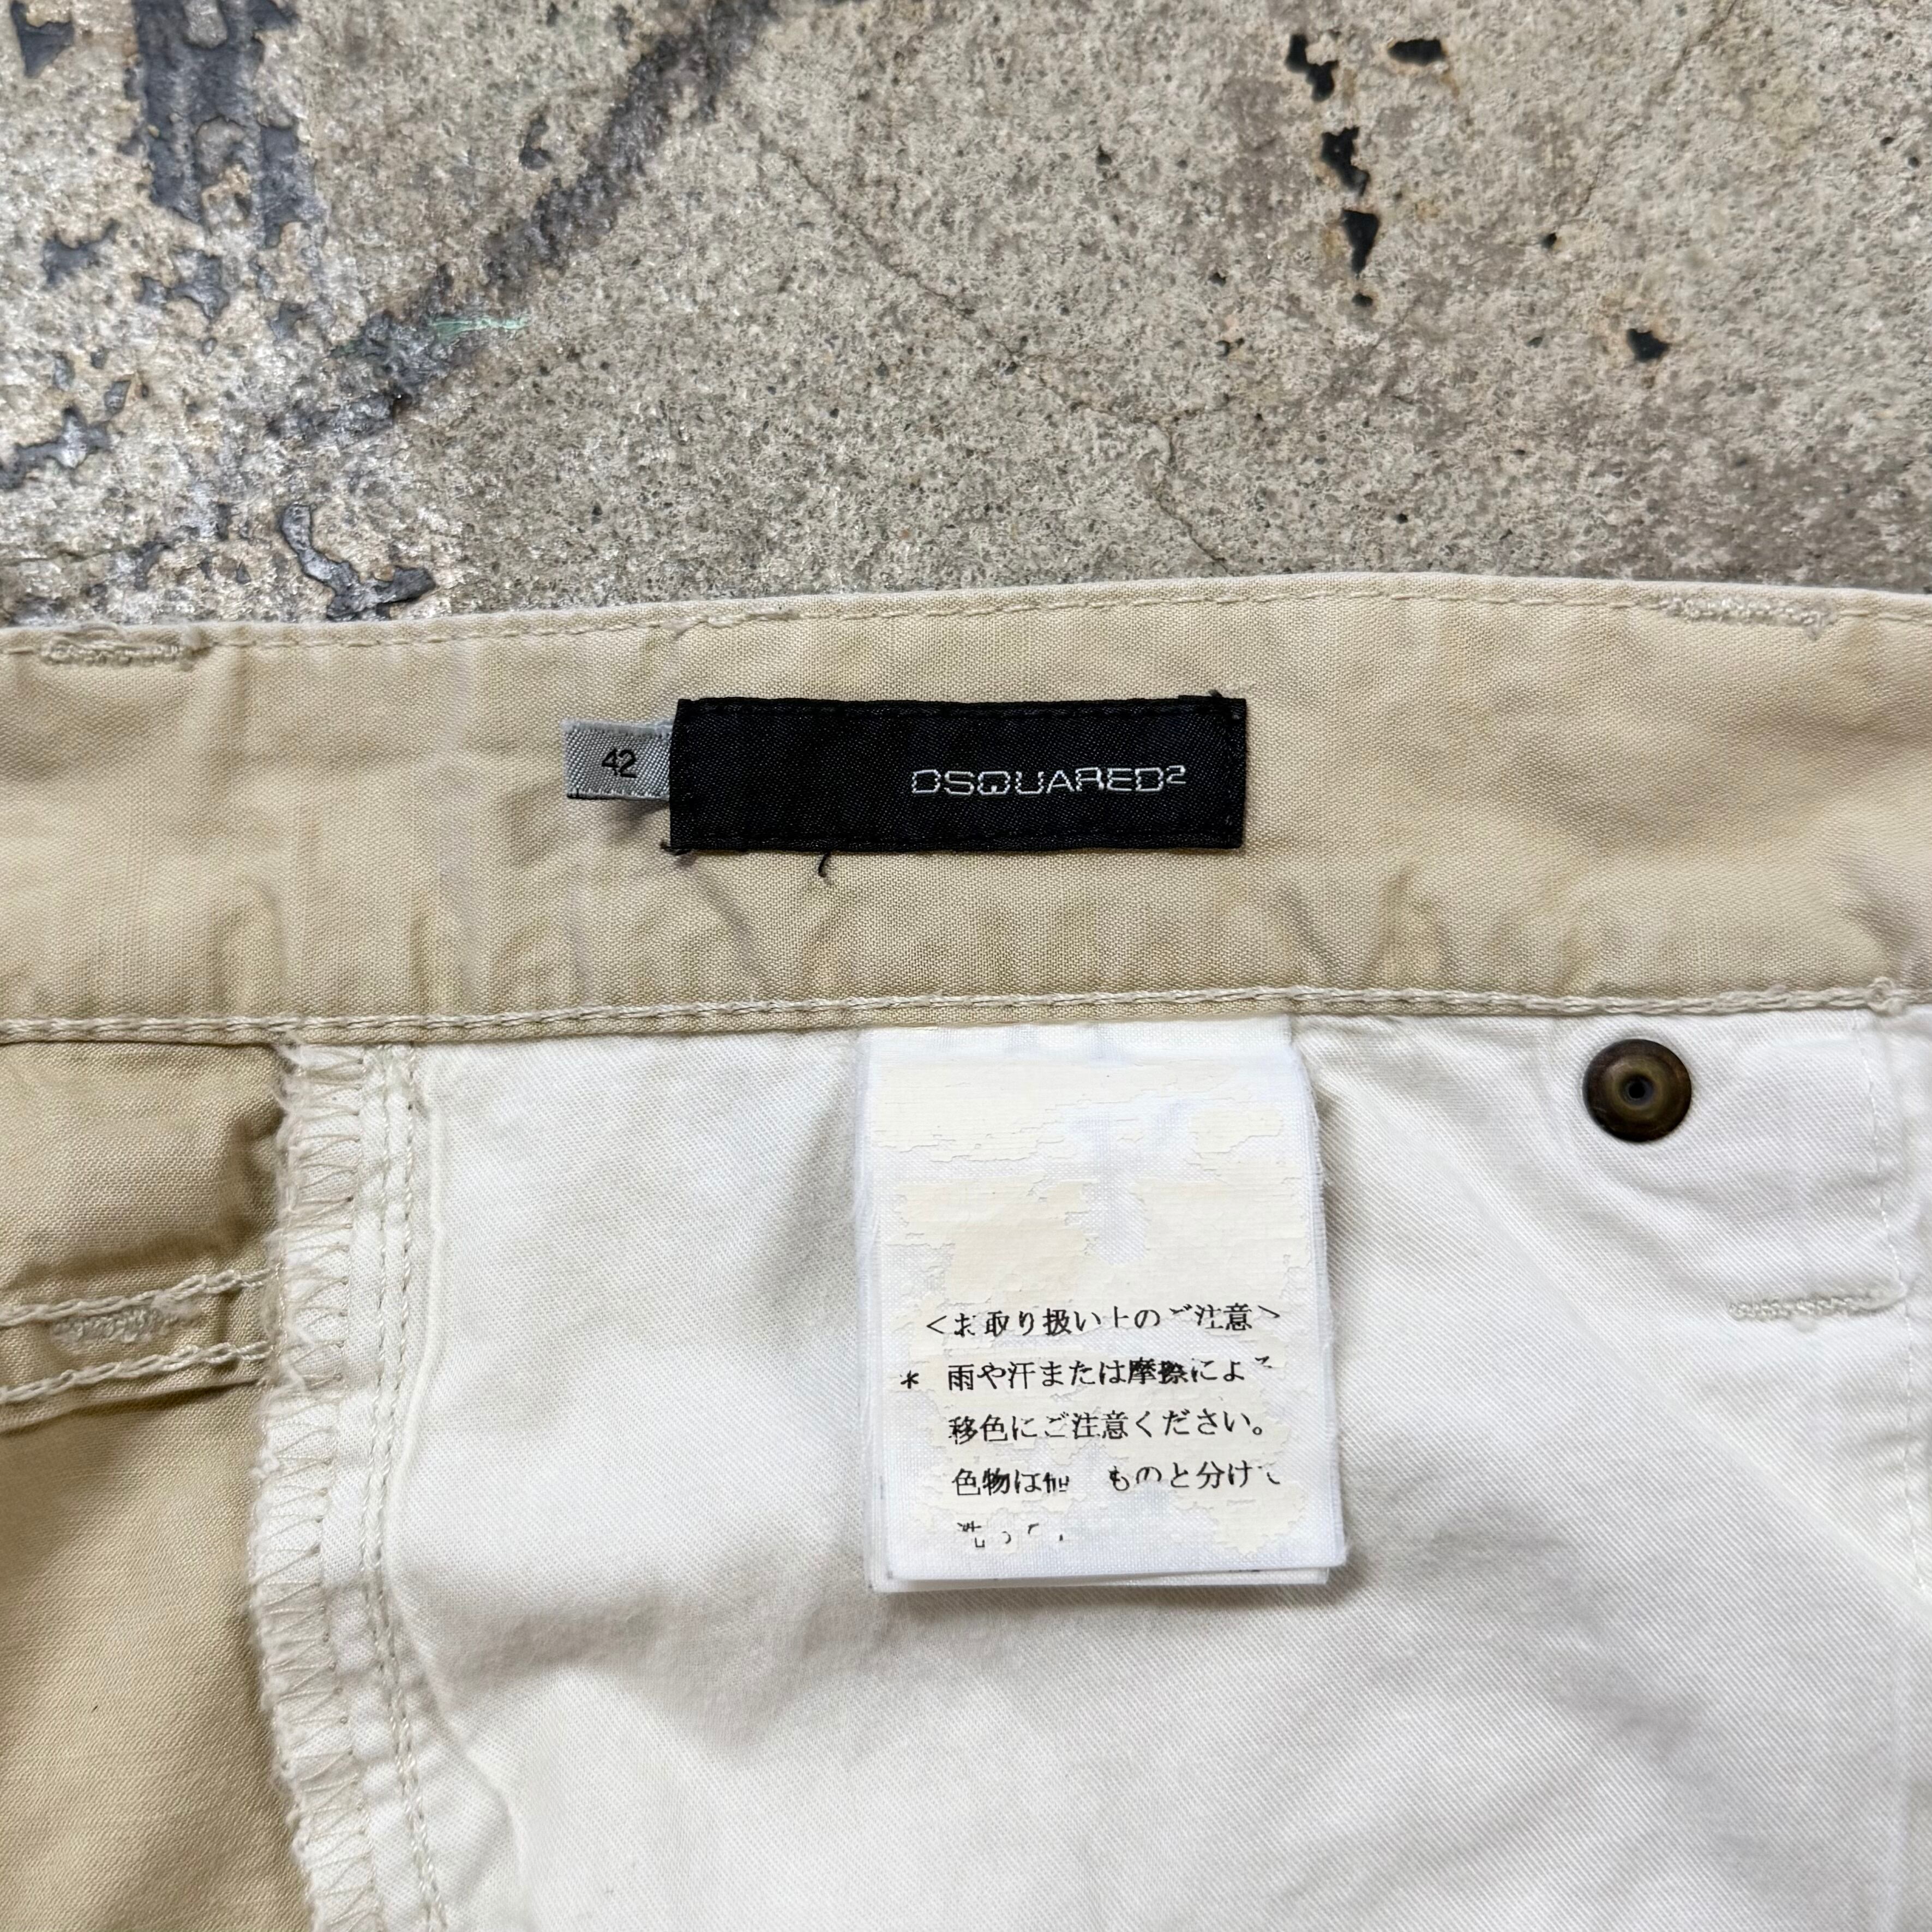 42
DSQUARED2
<お取り扱い上のご注意>
* 雨や汗または摩擦によ
移色にご注意ください。
色物は他 ものと分けて